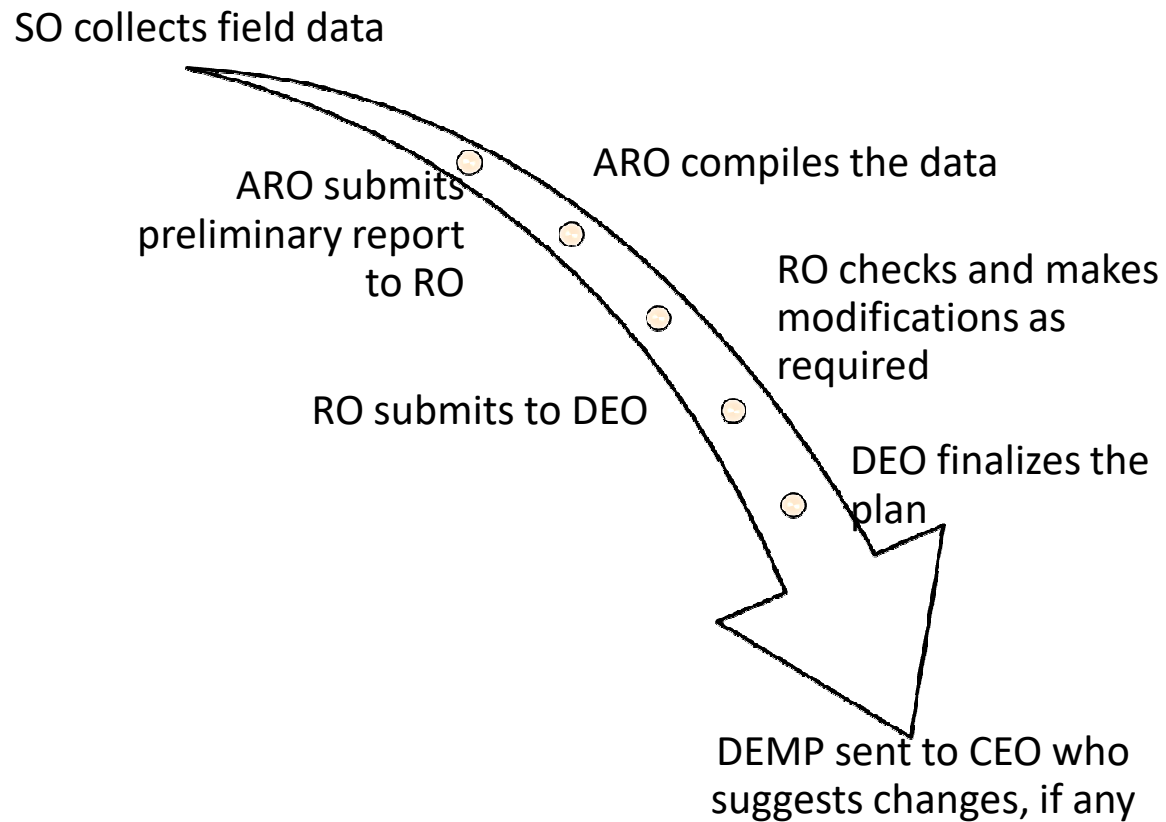 SO collects field data
ARO compiles the data
ARO submits
preliminary report
to RO
RO checks and makes
modifications as
required
RO submits to DEO
DEO finalizes the
plan
DEMP sent to CEO who
suggests changes, if any